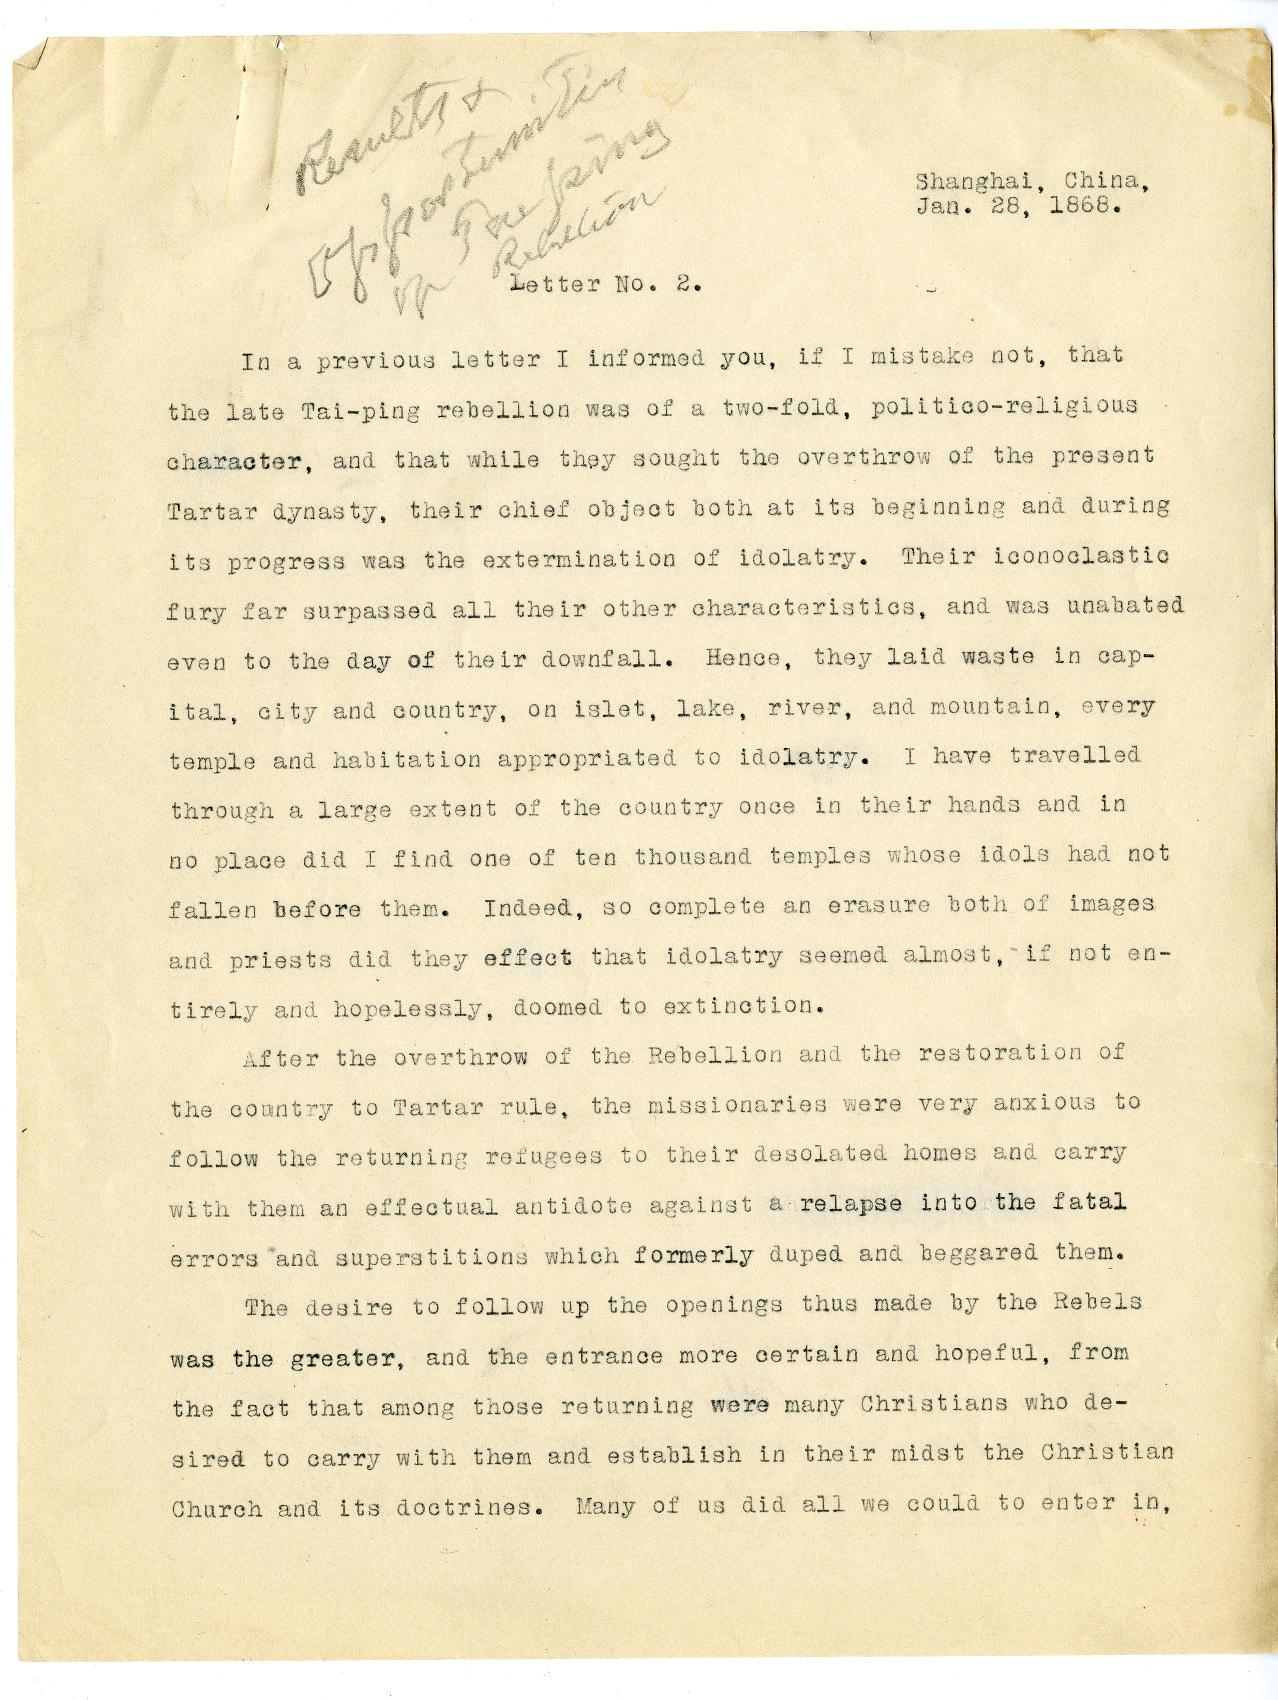 Results &
Opportunities
of Taeping
Rebellion
Shanghai, China,
Jan. 28, 1868.
Letter No. 2.
In a previous letter I informed you, if I mistake not, that
the late Tai-ping rebellion was of a two-fold, politico-religious
character, and that while they sought the overthrow of the present
Tartar dynasty, their chief object both at its beginning and during
its progress was the extermination of idolatry. Their iconoclastic
fury far surpassed all their other characteristics, and was unabated
even to the day of their downfall. Hence, they laid waste in cap-
ital, city and country, on islet, lake, river, and mountain, every
temple and habitation appropriated to idolatry. I have travelled
through a large extent of the country once in their hands and in
no place did I find one of ten thousand temples whose idols had not
fallen before them. Indeed, so complete an erasure both of images
and priests did they effect that idolatry seemed almost, if not en-
tirely and hopelessly, doomed to extinction.
After the overthrow of the Rebellion and the restoration of
the country to Tartar rule, the missionaries were very anxious to
follow the returning refugees to their desolated homes and carry
with them an effectual antidote against a relapse into the fatal
errors and superstitions which formerly duped and beggared them.
The desire to follow up the openings thus made by the Rebels
was the greater, and the entrance more certain and hopeful, from
the fact that among those returning were many Christians who de-
sired to carry with them and establish in their midst the Christian
Church and its doctrines. Many of us did all we could to enter in,